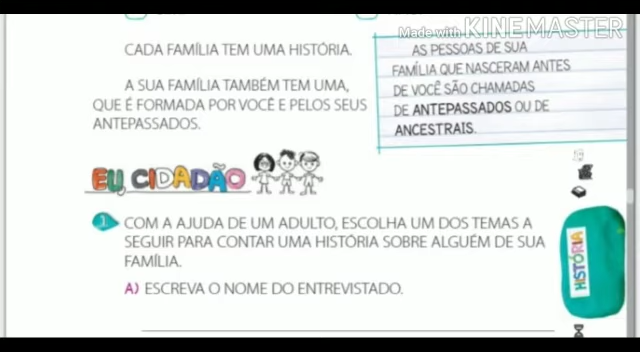 Made with KINEMASTER
CADA FAMÍLIA TEM UMA HISTÓRIA.
A SUA FAMÍLIA TAMBÉM TEM UMA,
QUE É FORMADA POR VOCÊ E PELOS SEUS
ANTEPASSADOS.
AS PESSOAS DE SUA
FAMÍLIA QUE NASCERAM ANTES
DE VOCÊ SÃO CHAMADAS
DE ANTEPASSADOS OU DE
ANCESTRAIS.
EU, CIDADÃO
1 COM A AJUDA DE UM ADULTO, ESCOLHA UM DOS TEMAS A
SEGUIR PARA CONTAR UMA HISTÓRIA SOBRE ALGUÉM DE SUA
FAMÍLIA.
A) ESCREVA O NOME DO ENTREVISTADO.
HISTÓRIA